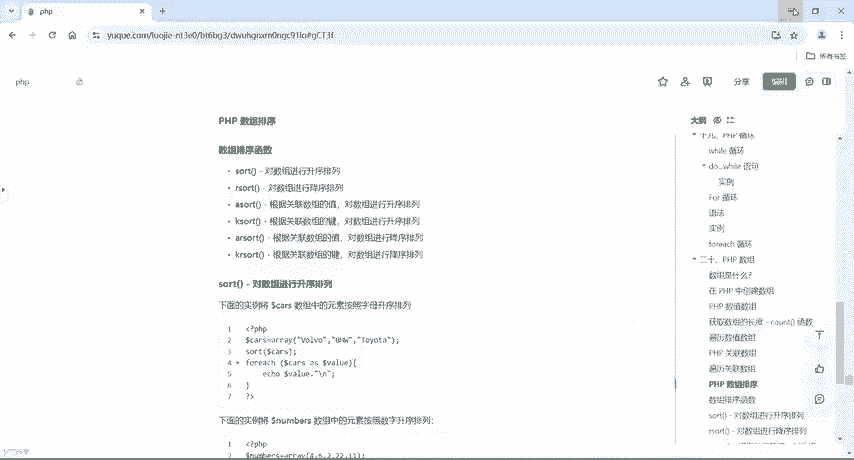 php
yuque.com/luojie-n13e0/bt6bg3/dwuhgnxm0ngc91lo#gCT3f
所有书签
php
分享
编辑
PHP 数组排序
数组排序函数
• sort() - 对数组进行升序排列
• rsort() - 对数组进行降序排列
• asort() - 根据关联数组的值，对数组进行升序排列
• ksort() - 根据关联数组的键，对数组进行升序排列
• arsort() - 根据关联数组的值，对数组进行降序排列
• krsort() - 根据关联数组的键，对数组进行降序排列
sort() - 对数组进行升序排列
下面的实例将 $cars 数组中的元素按照字母升序排列
1 <?php
2 $cars=array("Volvo","BMW","Toyota");
3 sort($cars);
4 foreach ($cars as $value){
5 echo $value."\n";
6 }
7 ?>
下面的实例将 $numbers 数组中的元素按照数字升序排列:
1 <?php
2 $numbers=array(4,6,2,22,11);
大纲
十九、PHP 循环
while 循环
do...while 语句
实例
For 循环
语法
实例
foreach 循环
二十、PHP 数组
数组是什么?
在 PHP 中创建数组
PHP 数值数组
获取数组的长度 - count() 函数
遍历数值数组
PHP 关联数组
遍历关联数组
PHP 数组排序
数组排序函数
sort() - 对数组进行升序排列
rsort() - 对数组进行降序排列